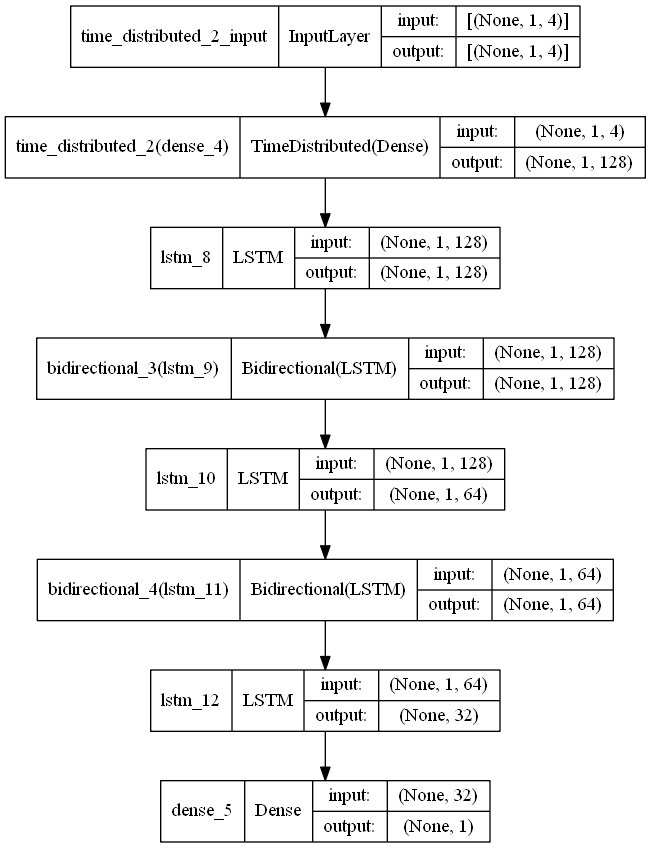 time_distributed_2_input InputLayer input: [(None, 1, 4)]
output: [(None, 1, 4)]
time_distributed_2(dense_4) TimeDistributed(Dense) input: (None, 1, 4)
output: (None, 1, 128)
lstm_8 LSTM input: (None, 1, 128)
output: (None, 1, 128)
bidirectional_3(lstm_9) Bidirectional(LSTM) input: (None, 1, 128)
output: (None, 1, 128)
lstm_10 LSTM input: (None, 1, 128)
output: (None, 1, 64)
bidirectional_4(lstm_11) Bidirectional(LSTM) input: (None, 1, 64)
output: (None, 1, 64)
lstm_12 LSTM input: (None, 1, 64)
output: (None, 32)
dense_5 Dense input: (None, 32)
output: (None, 1)